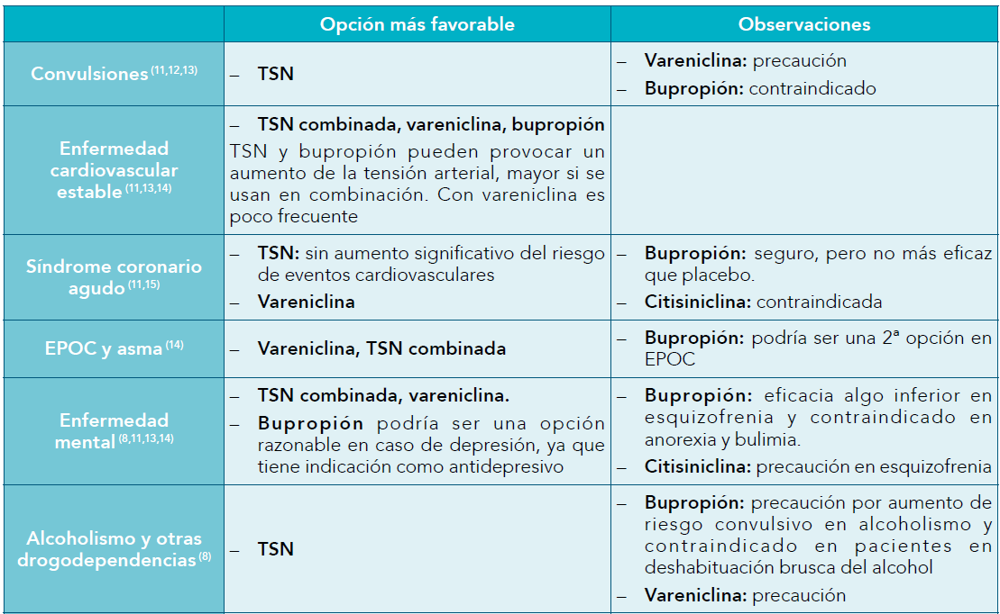 Opción más favorable
Observaciones
Convulsiones (11,12,13)
– TSN
– Vareniclina: precaución
– Bupropión: contraindicado
Enfermedad
cardiovascular
estable (11,13,14)
– TSN combinada, vareniclina, bupropión
TSN y bupropión pueden provocar un
aumento de la tensión arterial, mayor si se
usan en combinación. Con vareniclina es
poco frecuente
Síndrome coronario
agudo (11,15)
– TSN: sin aumento significativo del riesgo
de eventos cardiovasculares
– Vareniclina
– Bupropión: seguro, pero no más eficaz
que placebo.
– Citisiniclina: contraindicada
EPOC y asma (14)
– Vareniclina, TSN combinada
– Bupropión: podría ser una 2ª opción en
EPOC
Enfermedad
mental (8,11,13,14)
– TSN combinada, vareniclina.
– Bupropión podría ser una opción
razonable en caso de depresión, ya que
tiene indicación como antidepresivo
– Bupropión: eficacia algo inferior en
esquizofrenia y contraindicado en
anorexia y bulimia.
– Citisiniclina: precaución en esquizofrenia
Alcoholismo y otras
drogodependencias (8)
– TSN
– Bupropión: precaución por aumento de
riesgo convulsivo en alcoholismo y
contraindicado en pacientes en
deshabituación brusca del alcohol
– Vareniclina: precaución